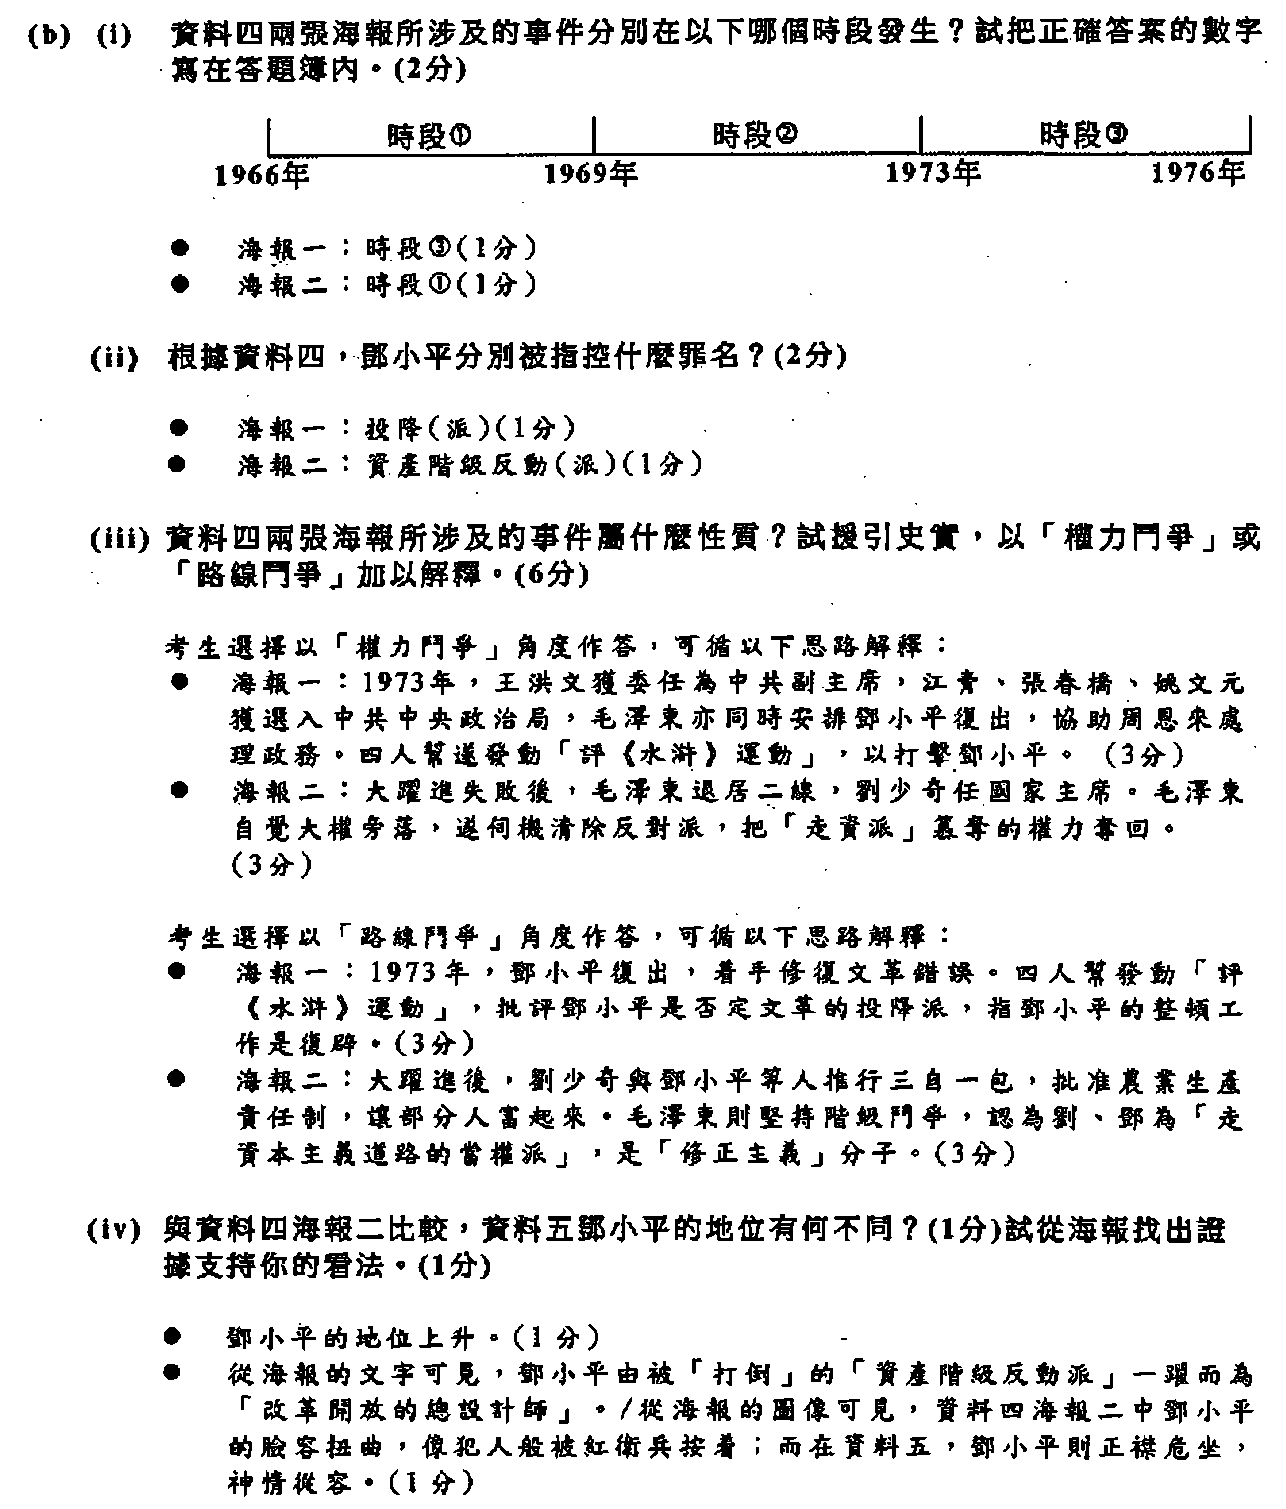 (b) (i) 資料四兩張海報所涉及的事件分別在以下哪個時段發生？試把正確答案的數字
寫在答題簿內。(2分)
時段① 時段② 時段③
1966年 1969年 1973年 1976年
● 海報一：時段③(1分)
● 海報二：時段①(1分)
(ii) 根據資料四，鄧小平分別被指控什麼罪名？(2分)
● 海報一：投降(派)(1分)
● 海報二：資產階級反動(派)(1分)
(iii) 資料四兩張海報所涉及的事件屬什麼性質？試援引史實，以「權力鬥爭」或
「路線鬥爭」加以解釋。(6分)
考生選擇以「權力鬥爭」角度作答，可循以下思路解釋：
● 海報一：1973年，王洪文獲委任為中共副主席，江青、張春橋、姚文元
獲選入中共中央政治局，毛澤東亦同時安排鄧小平復出，協助周恩來處
理政務。四人幫遂發動「評《水滸》運動」，以打擊鄧小平。 (3分)
● 海報二：大躍進失敗後，毛澤東退居二線，劉少奇任國家主席。毛澤東
自覺大權旁落，遂伺機清除反對派，把「走資派」篡奪的權力奪回。
(3分)
考生選擇以「路線鬥爭」角度作答，可循以下思路解釋：
● 海報一：1973年，鄧小平復出，着手修復文革錯誤。四人幫發動「評
《水滸》運動」，批評鄧小平是否定文革的投降派，指鄧小平的整頓工
作是復辟。(3分)
● 海報二：大躍進後，劉少奇與鄧小平等人推行三自一包，批准農業生產
責任制，讓部分人富起來。毛澤東則堅持階級鬥爭，認為劉、鄧為「走
資本主義道路的當權派」，是「修正主義」分子。(3分)
(iv) 與資料四海報二比較，資料五鄧小平的地位有何不同？(1分)試從海報找出證
據支持你的看法。(1分)
● 鄧小平的地位上升。(1分)
● 從海報的文字可見，鄧小平由被「打倒」的「資產階級反動派」一躍而為
「改革開放的總設計師」。/從海報的圖像可見，資料四海報二中鄧小平
的臉容扭曲，像犯人般被紅衛兵按着；而在資料五，鄧小平則正襟危坐，
神情從容。(1分)